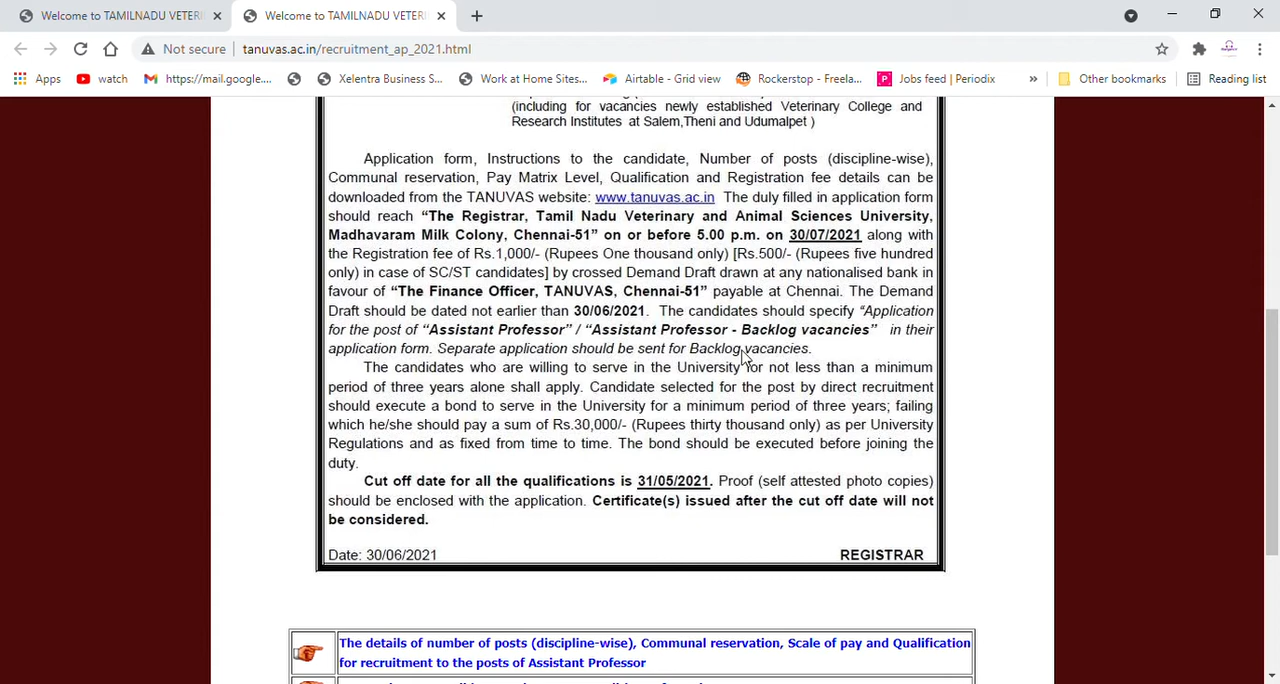 Welcome to TAMILNADU VETERI
Welcome to TAMILNADU VETERI
Not secure
tanuvas.ac.in/recruitment_ap_2021.html
Apps
watch
https://mail.google....
Xelentra Business S...
Work at Home Sites...
Airtable - Grid view
Rockerstop - Freela...
Jobs feed | Periodix
»
Other bookmarks
Reading list
(including for vacancies newly established Veterinary College and
Research Institutes at Salem,Theni and Udumalpet )
Application form, Instructions to the candidate, Number of posts (discipline-wise),
Communal reservation, Pay Matrix Level, Qualification and Registration fee details can be
downloaded from the TANUVAS website: www.tanuvas.ac.in The duly filled in application form
should reach “The Registrar, Tamil Nadu Veterinary and Animal Sciences University,
Madhavaram Milk Colony, Chennai-51” on or before 5.00 p.m. on 30/07/2021 along with
the Registration fee of Rs.1,000/- (Rupees One thousand only) [Rs.500/- (Rupees five hundred
only) in case of SC/ST candidates] by crossed Demand Draft drawn at any nationalised bank in
favour of “The Finance Officer, TANUVAS, Chennai-51” payable at Chennai. The Demand
Draft should be dated not earlier than 30/06/2021. The candidates should specify “Application
for the post of “Assistant Professor” / “Assistant Professor - Backlog vacancies” in their
application form. Separate application should be sent for Backlog vacancies.
The candidates who are willing to serve in the University for not less than a minimum
period of three years alone shall apply. Candidate selected for the post by direct recruitment
should execute a bond to serve in the University for a minimum period of three years; failing
which he/she should pay a sum of Rs.30,000/- (Rupees thirty thousand only) as per University
Regulations and as fixed from time to time. The bond should be executed before joining the
duty.
Cut off date for all the qualifications is 31/05/2021. Proof (self attested photo copies)
should be enclosed with the application. Certificate(s) issued after the cut off date will not
be considered.
Date: 30/06/2021
REGISTRAR
The details of number of posts (discipline-wise), Communal reservation, Scale of pay and Qualification
for recruitment to the posts of Assistant Professor